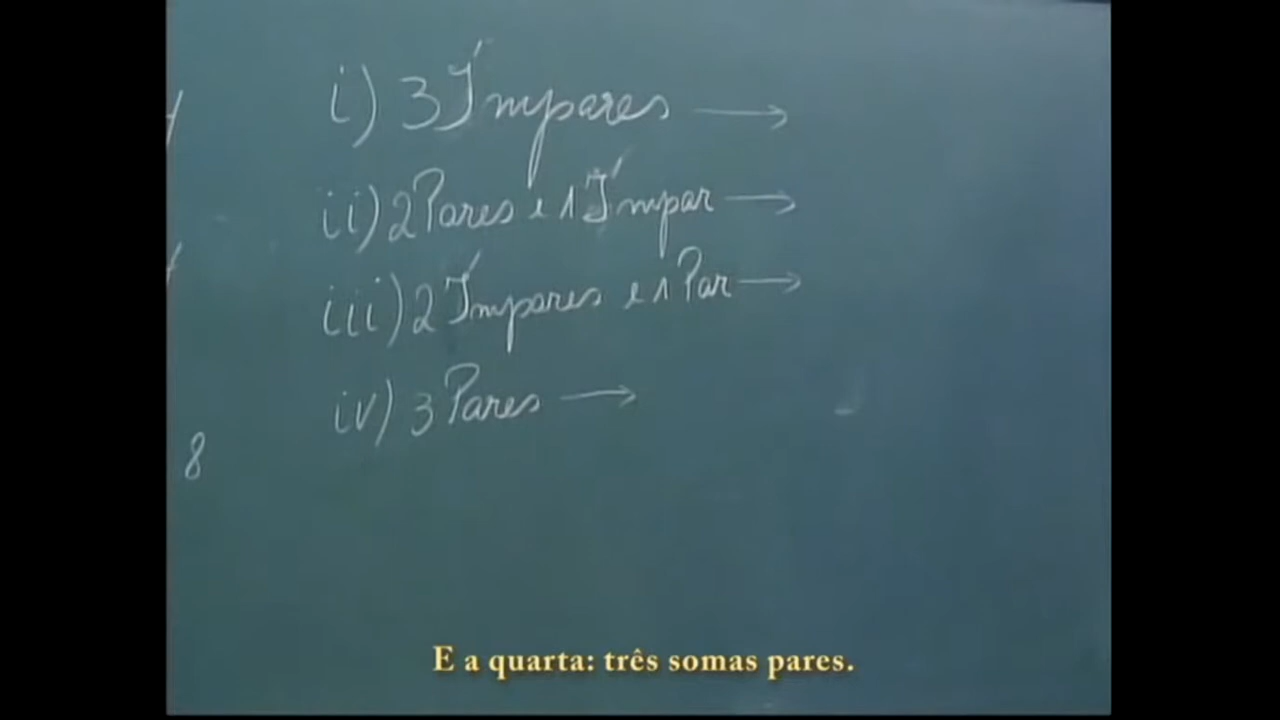 i) 3 Ímpares →
ii) 2 Pares e 1 Ímpar →
iii) 2 Ímpares e 1 Par →
iv) 3 Pares →
8
E a quarta: três somas pares.